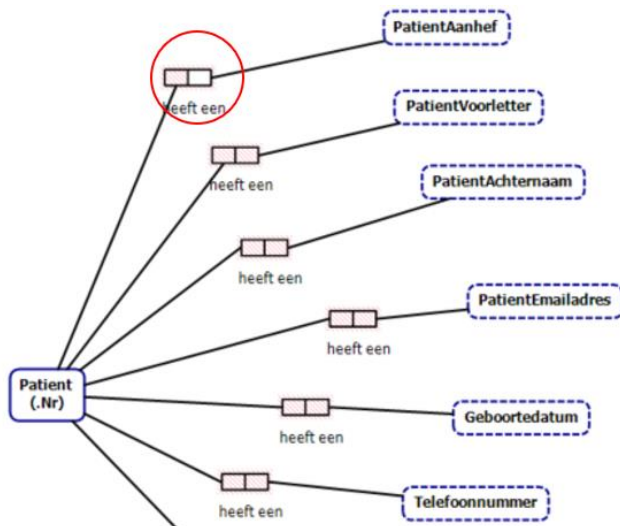 PatientAanhef
heeft een
PatientVoorletter
heeft een
PatientAchternaam
heeft een
PatientEmailadres
heeft een
Patient
(.Nr)
Geboortedatum
heeft een
Telefoonnummer
heeft een